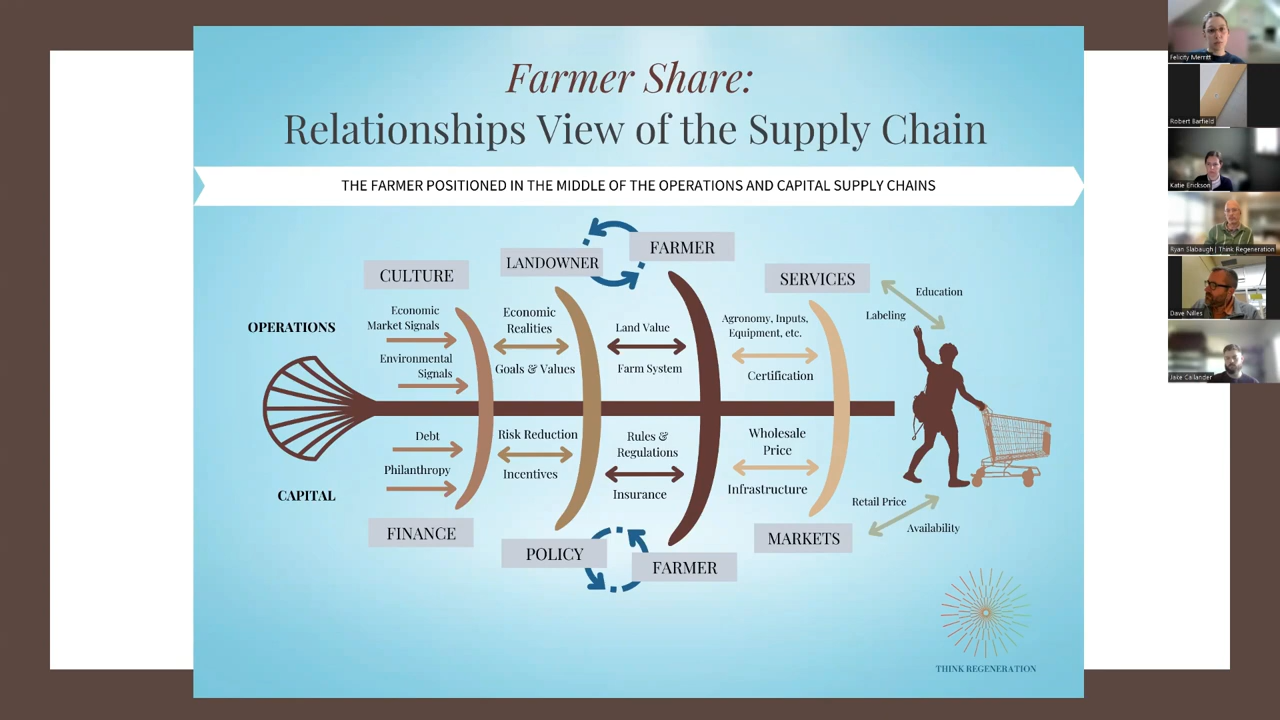 Farmer Share:
Relationships View of the Supply Chain
THE FARMER POSITIONED IN THE MIDDLE OF THE OPERATIONS AND CAPITAL SUPPLY CHAINS
OPERATIONS
CAPITAL
CULTURE
Economic
Market Signals
Environmental
Signals
Debt
Philanthropy
FINANCE
LANDOWNER
Economic
Realities
Goals & Values
Risk Reduction
Incentives
POLICY
FARMER
Land Value
Farm System
Rules &
Regulations
Insurance
FARMER
SERVICES
Agronomy, Inputs,
Equipment, etc.
Certification
Wholesale
Price
Infrastructure
MARKETS
Education
Labeling
Retail Price
Availability
THINK REGENERATION
Felicity Merritt
Robert Barfield
Katie Erickson
Ryan Slabaugh | Think Regeneration
Dave Nilles
Jake Callander